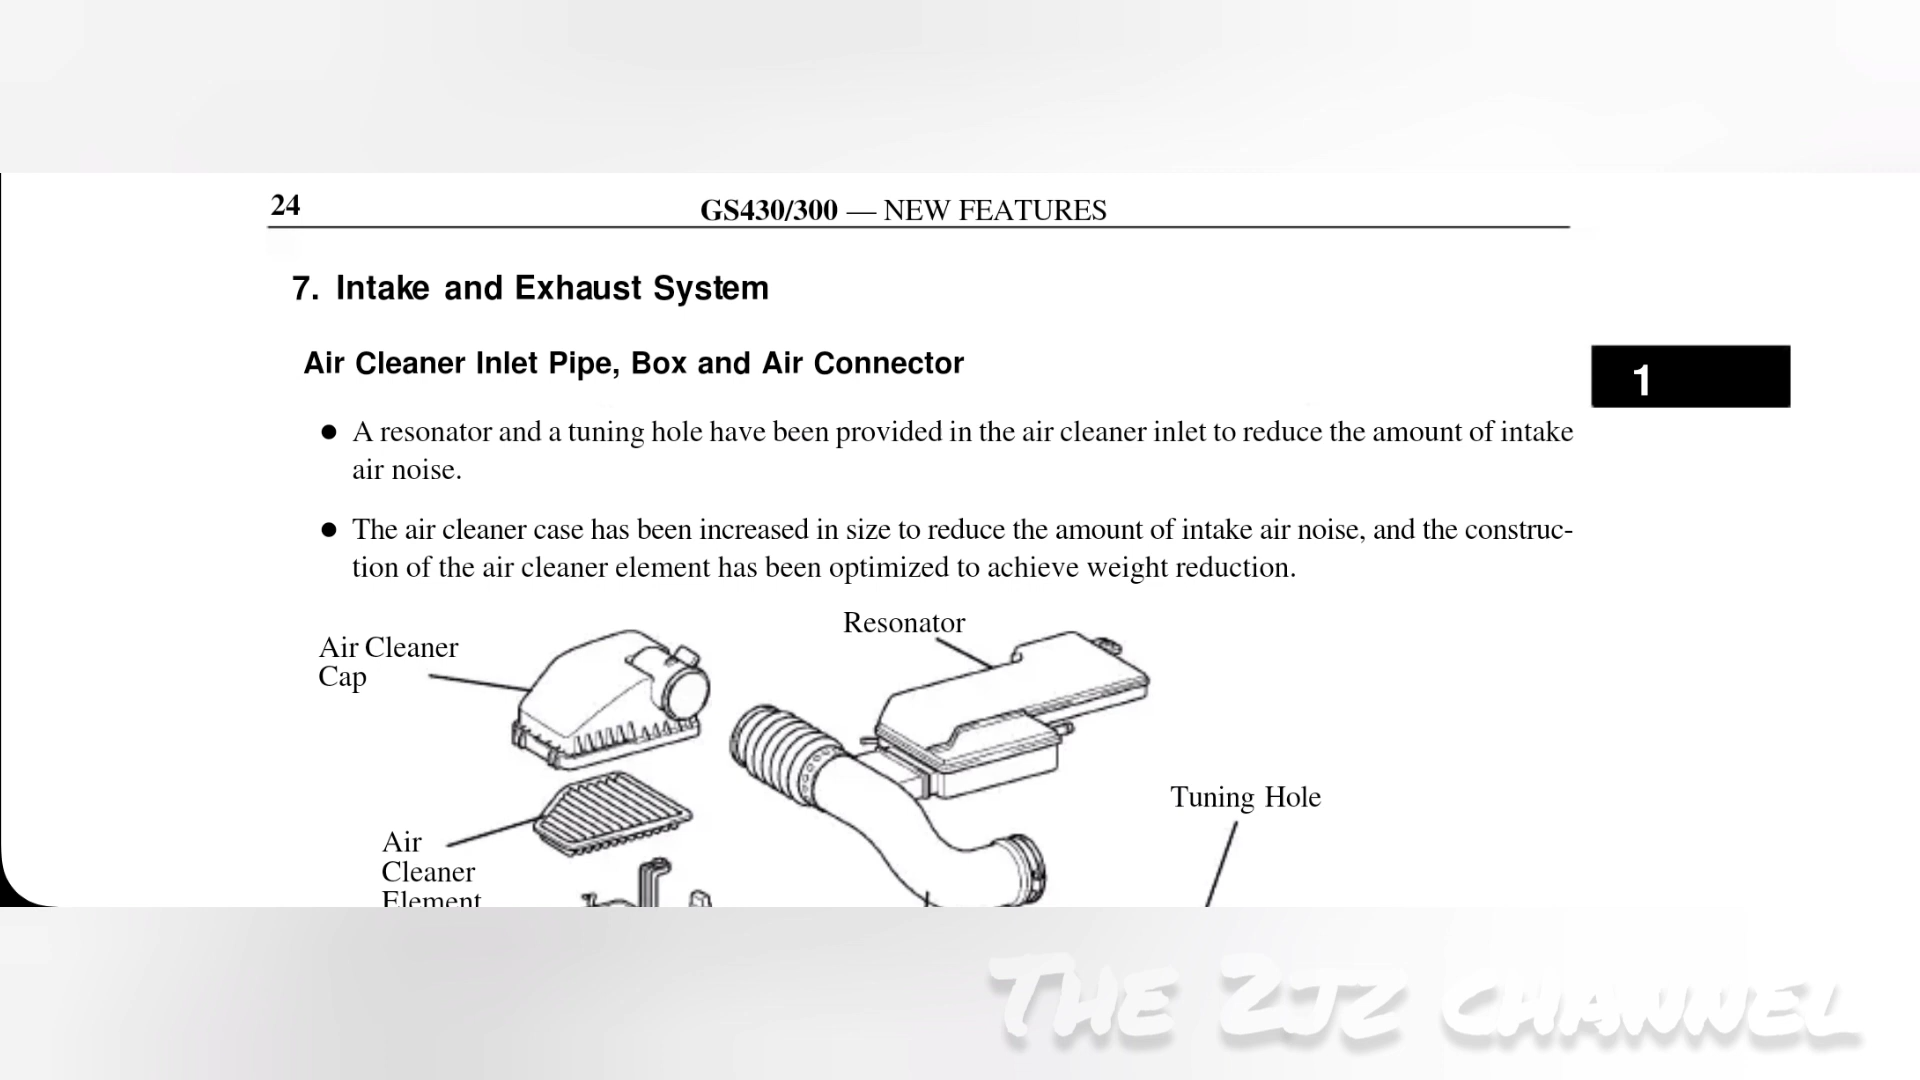 24
GS430/300 — NEW FEATURES
7. Intake and Exhaust System
Air Cleaner Inlet Pipe, Box and Air Connector
1
● A resonator and a tuning hole have been provided in the air cleaner inlet to reduce the amount of intake
air noise.
● The air cleaner case has been increased in size to reduce the amount of intake air noise, and the construc-
tion of the air cleaner element has been optimized to achieve weight reduction.
Resonator
Air Cleaner
Cap
Tuning Hole
Air
Cleaner
Element
The 2JZ Channel